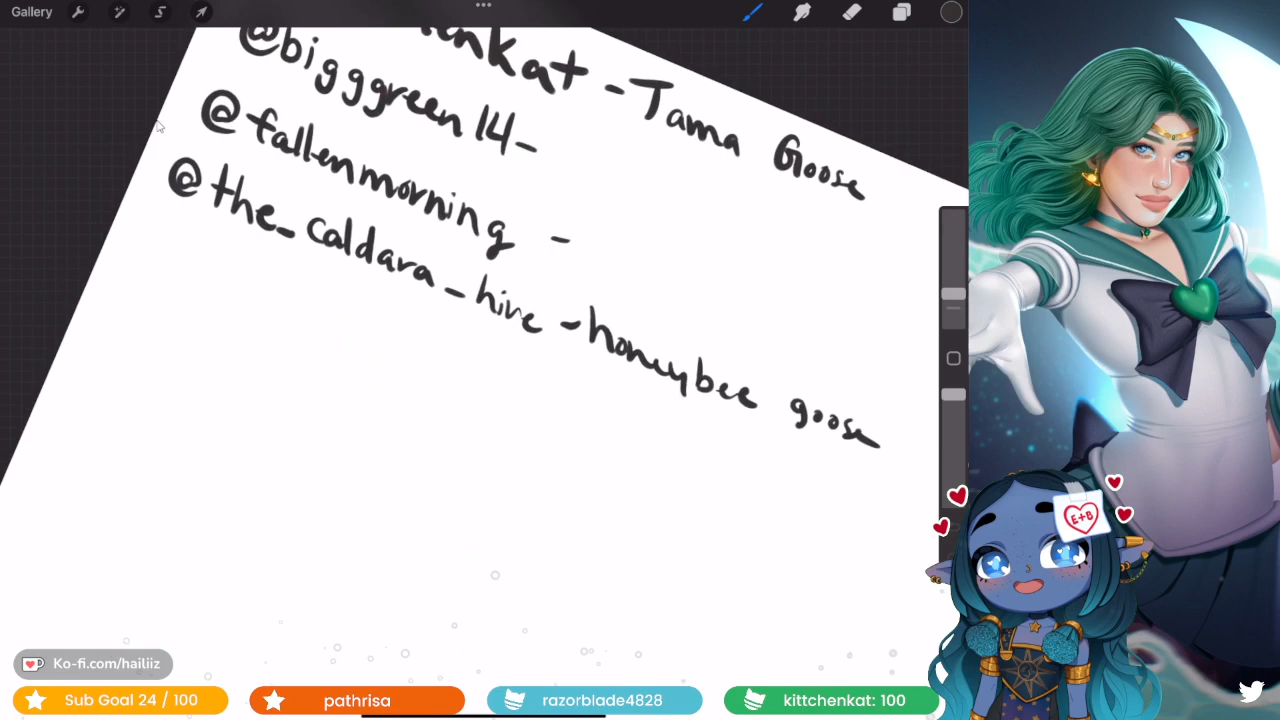 Gallery
enkat - Tama Goose
@bigggreen14-
@fallenmorning -
@the_caldara_hive - honeybee goose
E+B
Ko-fi.com/hailiiz
Sub Goal 24 / 100
pathrisa
razorblade4828
kittchenkat: 100